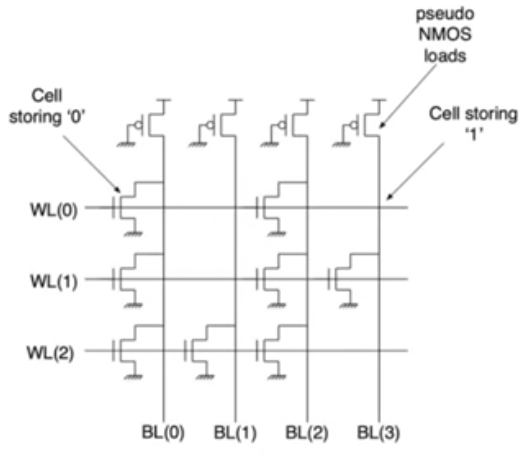 pseudo
NMOS
loads
Cell
storing '0'
Cell storing
'1'
WL(0)
WL(1)
WL(2)
BL(0) BL(1) BL(2) BL(3)